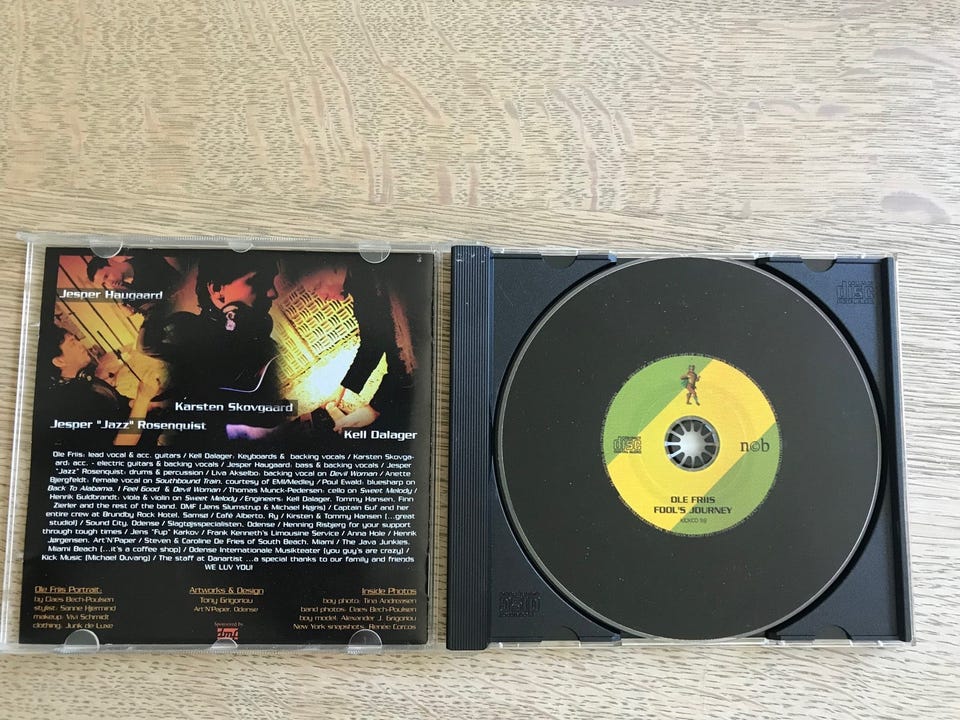 Jesper Haugaard
Karsten Skovgaard
Jesper "Jazz" Rosenquist
Kell Dalager
Ole Friis: lead vocal & acc. guitars / Kell Dalager: Keyboards & backing vocals / Karsten Skovga-
ard: acc. - electric guitars & backing vocals / Jesper Haugaard: bass & backing vocals / Jesper
"Jazz" Rosenquist: drums & percussion / Liva Akselbo: backing vocal on Devil Woman / Anette
Bjergfeldt: female vocal on Southbound Train. courtesy of EMI/Medley / Poul Ewald: bluesharp on
Back To Alabama, I Feel Good & Devil Woman / Thomas Munck-Pedersen: cello on Sweet Melody /
Henrik Guldbrandt: viola & violin on Sweet Melody / Engineers: Kell Dalager, Tommy Hansen, Finn
Zierler and the rest of the band. DMF (Jens Slumstrup & Michael Højris) / Captain Guf and her
entire crew at Brundby Rock Hotel, Samsø / Café Alberto, Ry / Kirsten & Tommy Hansen (...great
studio!) / Sound City, Odense / Slagtøjsspecialisten, Odense / Henning Risbjerg for your support
through tough times / Jens "Fup" Karkov / Frank Kenneth's Limousine Service / Anna Hole / Henrik
Jørgensen, Art'N'Paper / Steven & Caroline De Fries of South Beach, Miami / The Java Junkies,
Miami Beach (...it's a coffee shop) / Odense Internationale Musikteater (you guy's are crazy) /
Kick Music (Michael Ouvang) / The staff at Danartist ...a special thanks to our family and friends
WE LUV YOU!
Ole Friis Portrait:
by Claes Bech-Poulsen
stylist: Sanne Hjermind
makeup: Vivi Schmidt
clothing: Junk de Luxe
Artworks & Design
Tony Grigoriou
Art'N'Paper, Odense
Sponsored by
dmf
Inside Photos
boy photo: Tina Andreasen
band photos: Claes Bech-Poulsen
boy model: Alexander J. Grigoriou
New York snapshots: Renée Corcos
COMPACT
disc
DIGITAL AUDIO
n©b
OLE FRIIS
FOOL'S JOURNEY
KICKCD 59
disc
disc